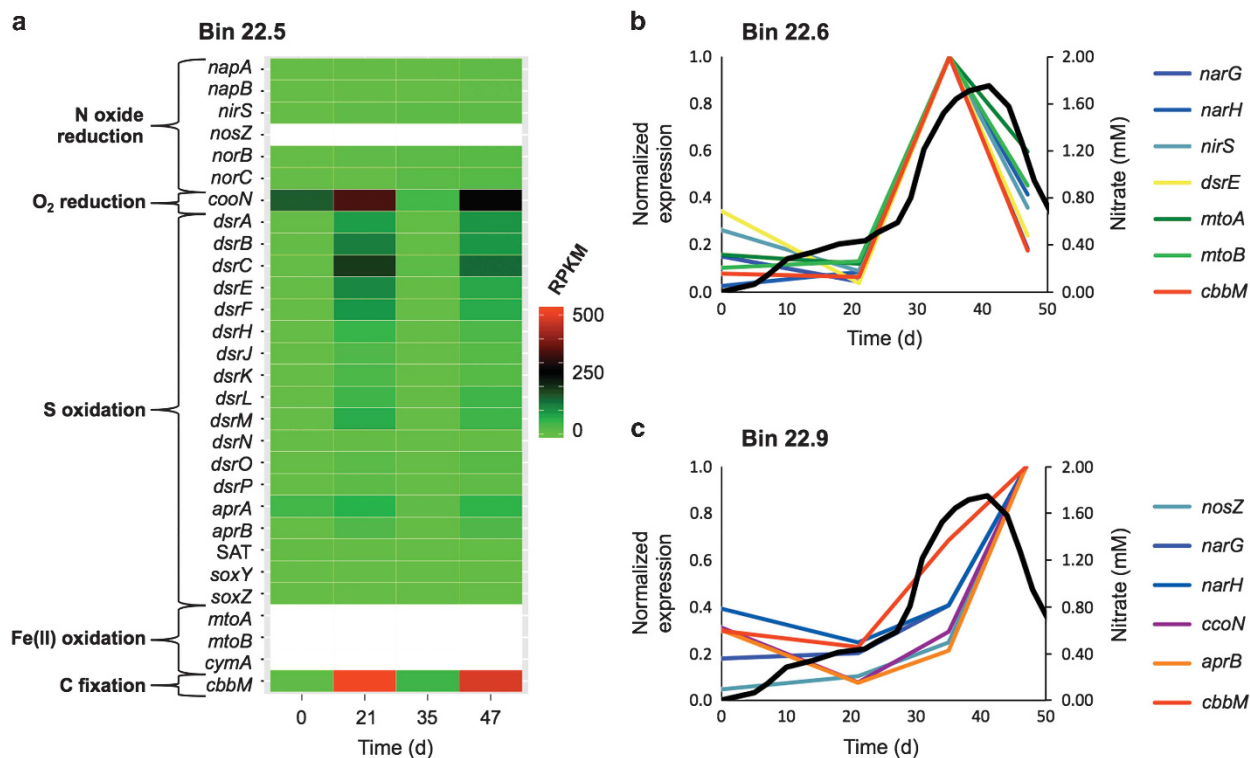 a
Bin 22.5
N oxide
reduction
O2 reduction
S oxidation
Fe(II) oxidation
C fixation
napA
napB
nirS
nosZ
norB
norC
cooN
dsrA
dsrB
dsrC
dsrE
dsrF
dsrH
dsrJ
dsrK
dsrL
dsrM
dsrN
dsrO
dsrP
aprA
aprB
SAT
soxY
soxZ
mtoA
mtoB
cymA
cbbM
0 21 35 47
Time (d)
RPKM
500
250
0
b
Bin 22.6
Normalized
expression
1.0
0.8
0.6
0.4
0.2
0.0
0 10 20 30 40 50
Time (d)
2.00
1.60
1.20
0.80
0.40
0.00
Nitrate (mM)
narG
narH
nirS
dsrE
mtoA
mtoB
cbbM
c
Bin 22.9
Normalized
expression
1.0
0.8
0.6
0.4
0.2
0.0
0 10 20 30 40 50
Time (d)
2.00
1.60
1.20
0.80
0.40
0.00
Nitrate (mM)
nosZ
narG
narH
ccoN
aprB
cbbM